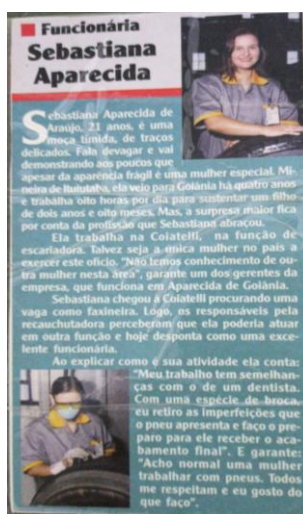 Funcionária
Sebastiana
Aparecida
Sebastiana Aparecida de
Araújo, 21 anos, é uma
moça tímida, de traços
delicados. Fala devagar e vai
demonstrando aos poucos que
apesar da aparência frágil é uma mulher especial. Mi-
neira de Ituiutaba, ela veio para Goiânia há quatro anos
e trabalha oito horas por dia para sustentar um filho
de dois anos e oito meses. Mas, a surpresa maior fica
por conta da profissão que Sebastiana abraçou.
Ela trabalha na Coiatelli, na função de
escariadora. Talvez seja a única mulher no país a
exercer este ofício. "Não temos conhecimento de ou-
tra mulher nesta área", garante um dos gerentes da
empresa, que funciona em Aparecida de Goiânia.
Sebastiana chegou à Coiatelli procurando uma
vaga como faxineira. Logo, os responsáveis pela
recauchutadora perceberam que ela poderia atuar
em outra função e hoje desponta como uma exce-
lente funcionária.
Ao explicar como é sua atividade ela conta:
"Meu trabalho tem semelhan-
ças com o de um dentista.
Com uma espécie de broca,
eu retiro as imperfeições que
o pneu apresenta e faço o pre-
paro para ele receber o aca-
bamento final". E garante:
"Acho normal uma mulher
trabalhar com pneus. Todos
me respeitam e eu gosto do
que faço".